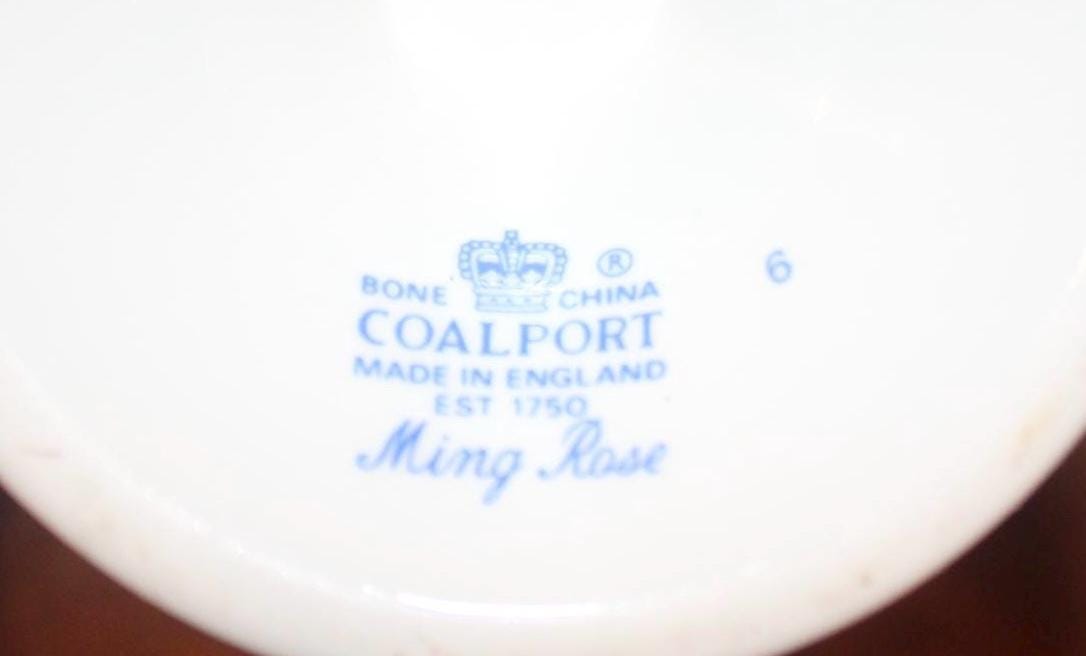 BONE CHINA ®
COALPORT
MADE IN ENGLAND
EST 1750
Ming Rose
6